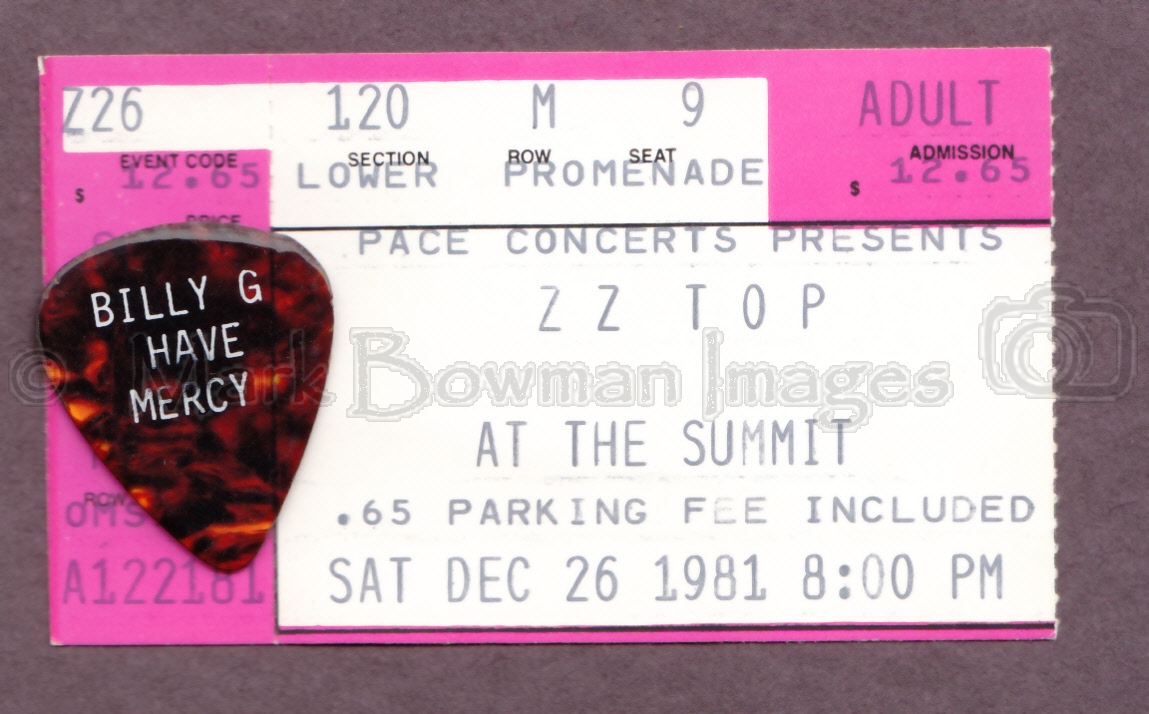 Z26 120 M 9 ADULT
EVENT CODE SECTION ROW SEAT ADMISSION
$ 12.65 LOWER PROMENADE $ 12.65
PRICE
PACE CONCERTS PRESENTS
ZZ TOP
BILLY G
HAVE
MERCY
© Mark Bowman Images
AT THE SUMMIT
ROW
.65 PARKING FEE INCLUDED
OMS
SAT DEC 26 1981 8:00 PM
A122181